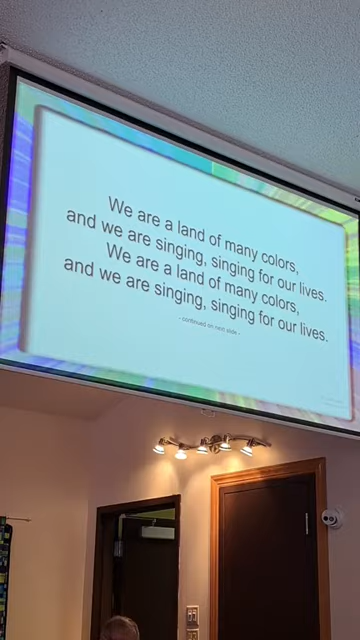 We are a land of many colors,
and we are singing, singing for our lives.
We are a land of many colors,
and we are singing, singing for our lives.
- continued on next slide -